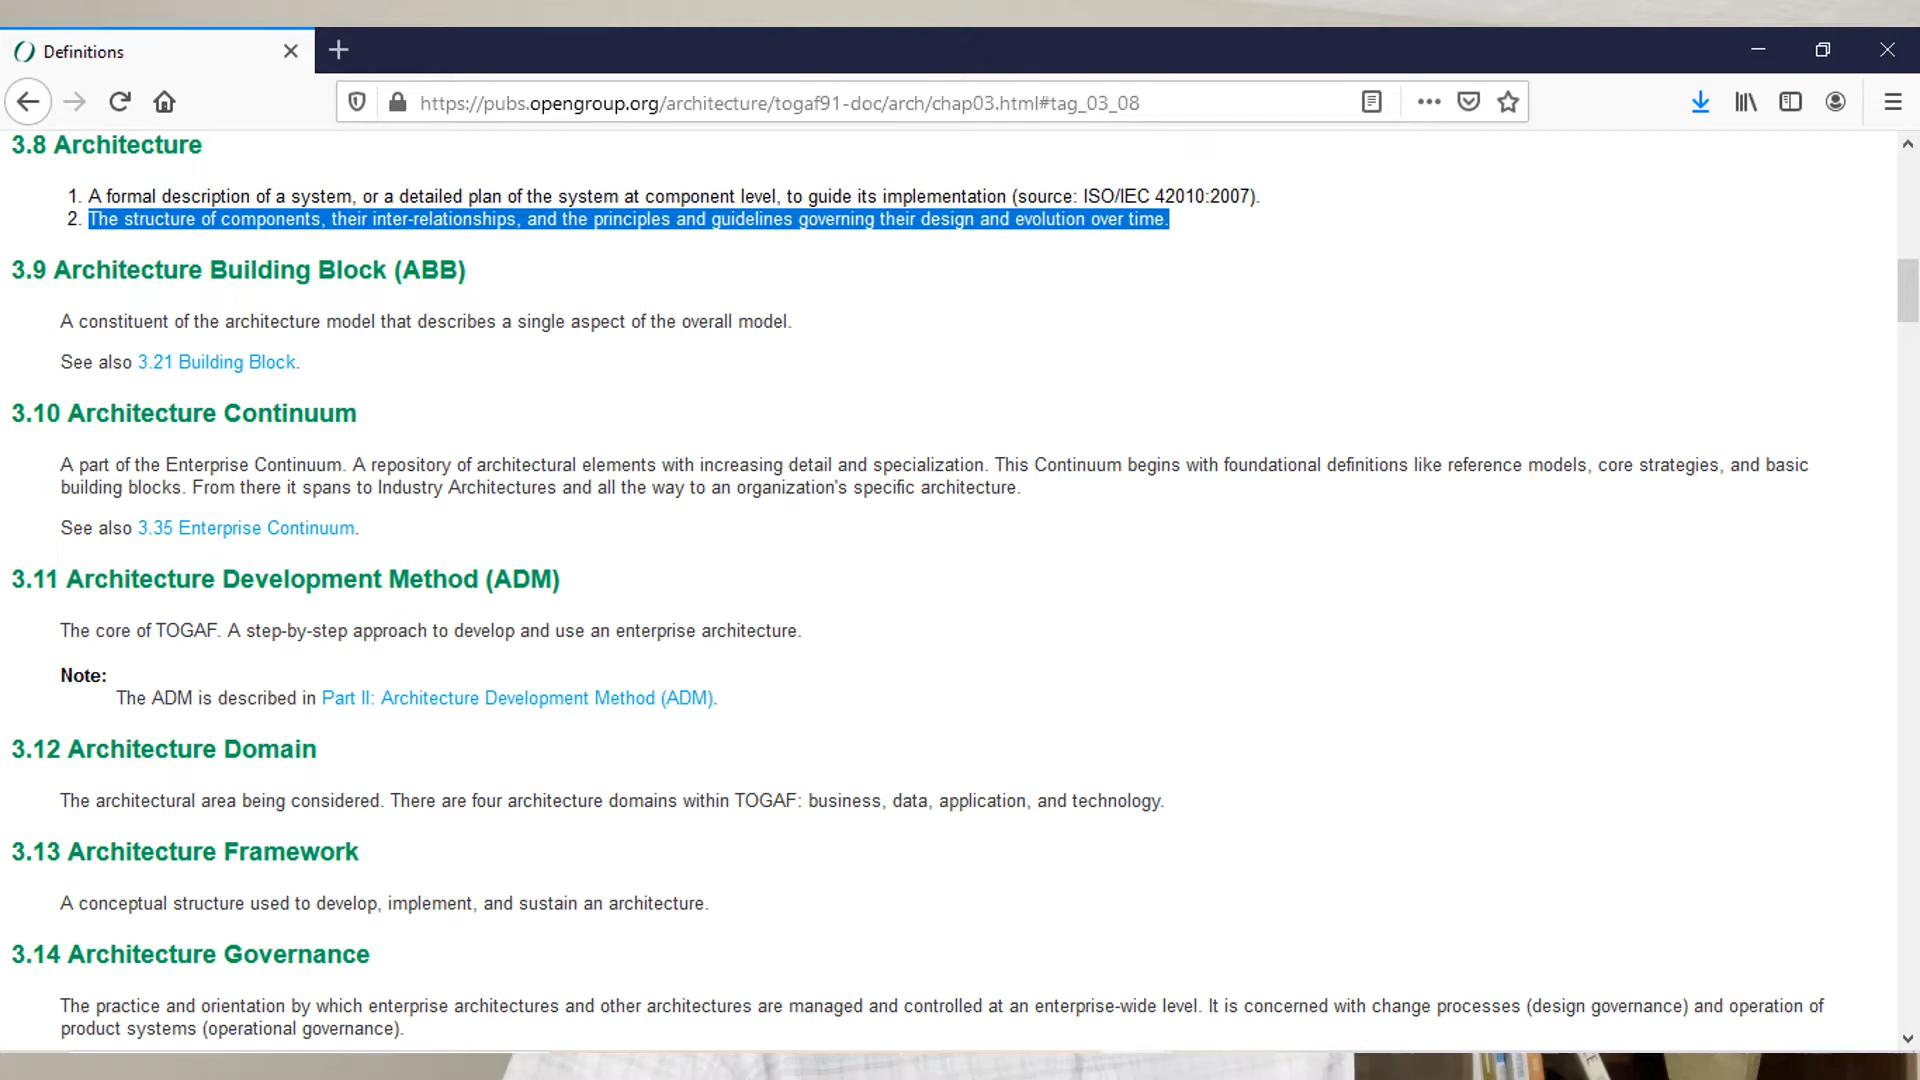 Definitions
https://pubs.opengroup.org/architecture/togaf91-doc/arch/chap03.html#tag_03_08
3.8 Architecture
1. A formal description of a system, or a detailed plan of the system at component level, to guide its implementation (source: ISO/IEC 42010:2007).
2. The structure of components, their inter-relationships, and the principles and guidelines governing their design and evolution over time.
3.9 Architecture Building Block (ABB)
A constituent of the architecture model that describes a single aspect of the overall model.
See also 3.21 Building Block.
3.10 Architecture Continuum
A part of the Enterprise Continuum. A repository of architectural elements with increasing detail and specialization. This Continuum begins with foundational definitions like reference models, core strategies, and basic
building blocks. From there it spans to Industry Architectures and all the way to an organization's specific architecture.
See also 3.35 Enterprise Continuum.
3.11 Architecture Development Method (ADM)
The core of TOGAF. A step-by-step approach to develop and use an enterprise architecture.
Note:
The ADM is described in Part II: Architecture Development Method (ADM).
3.12 Architecture Domain
The architectural area being considered. There are four architecture domains within TOGAF: business, data, application, and technology.
3.13 Architecture Framework
A conceptual structure used to develop, implement, and sustain an architecture.
3.14 Architecture Governance
The practice and orientation by which enterprise architectures and other architectures are managed and controlled at an enterprise-wide level. It is concerned with change processes (design governance) and operation of
product systems (operational governance).